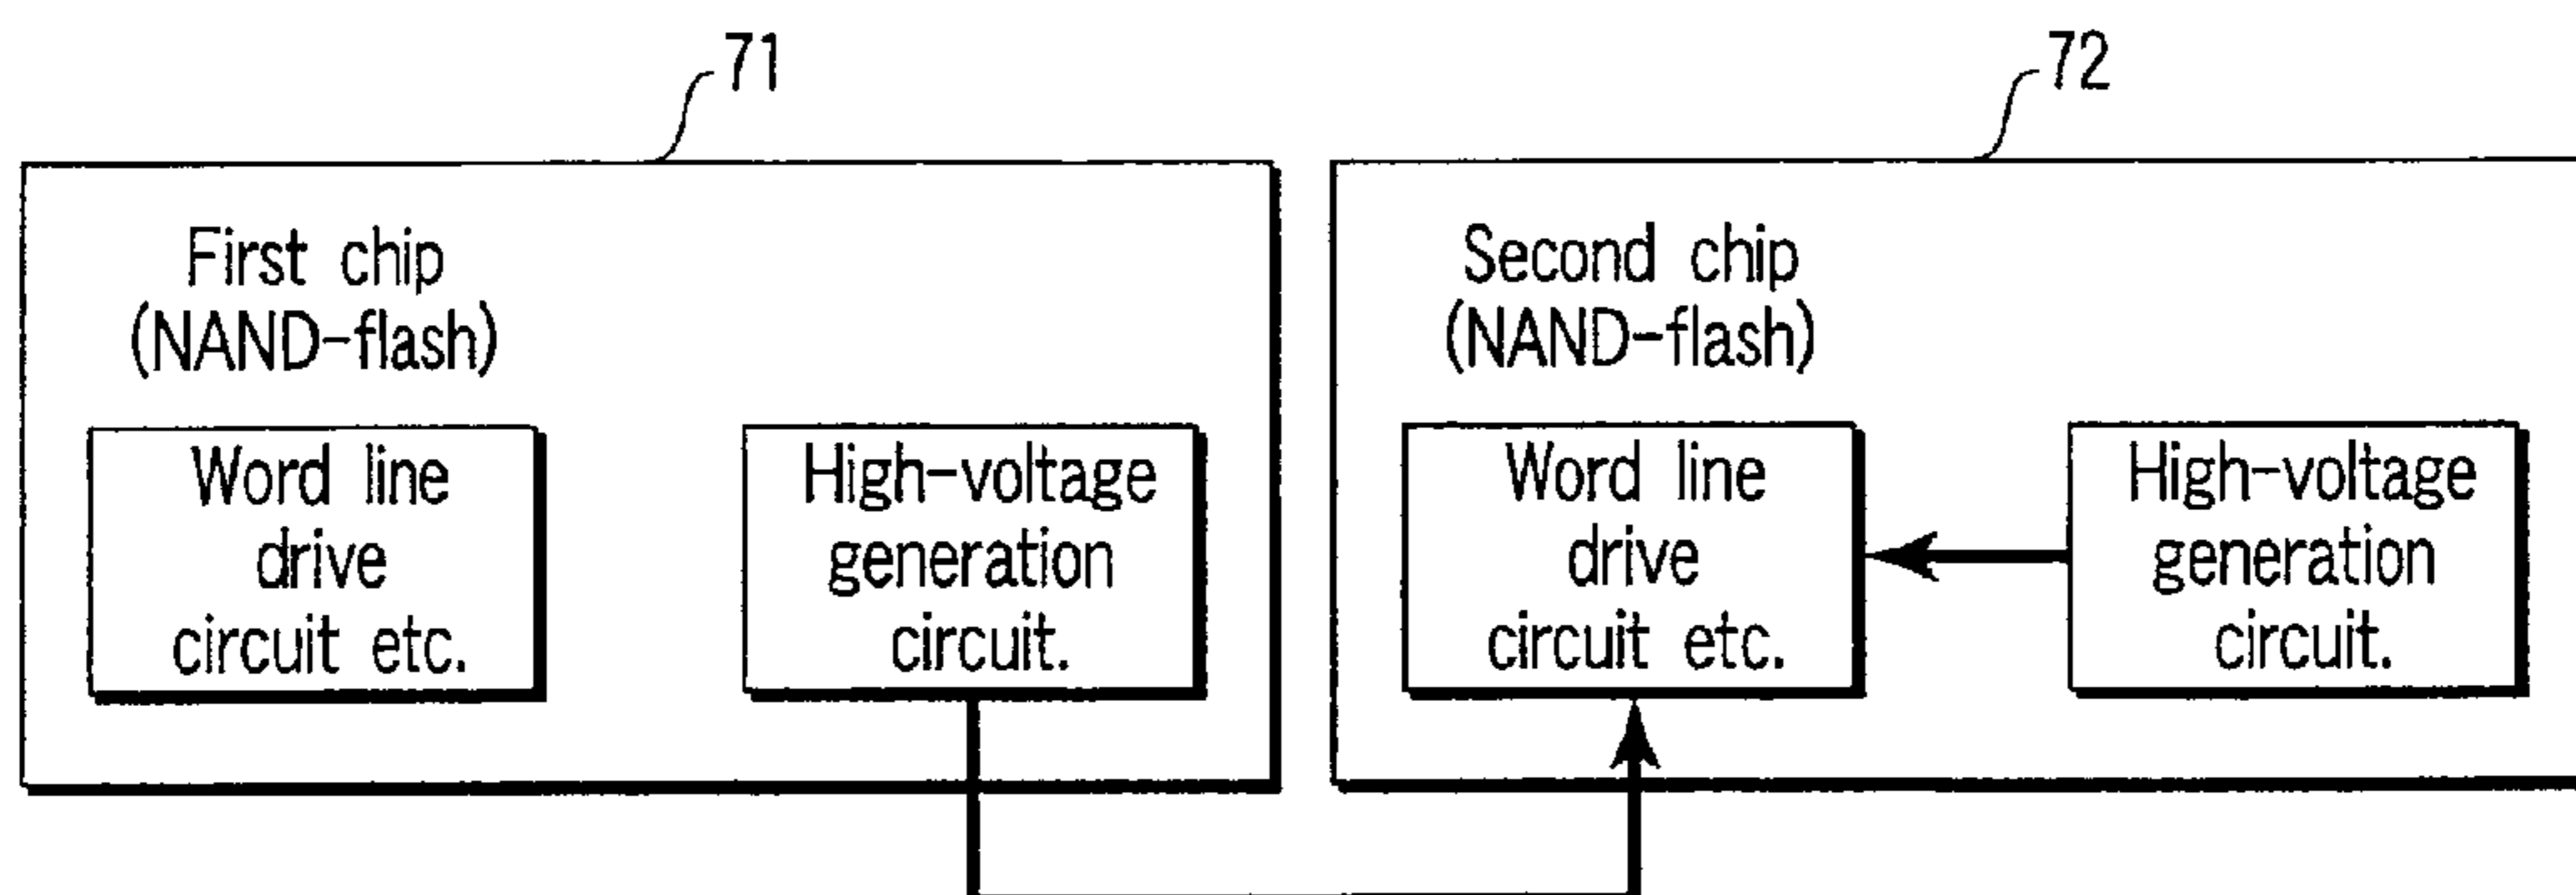 71
72
First chip
(NAND-flash)
Second chip
(NAND-flash)
Word line
drive
circuit etc.
High-voltage
generation
circuit.
Word line
drive
circuit etc.
High-voltage
generation
circuit.